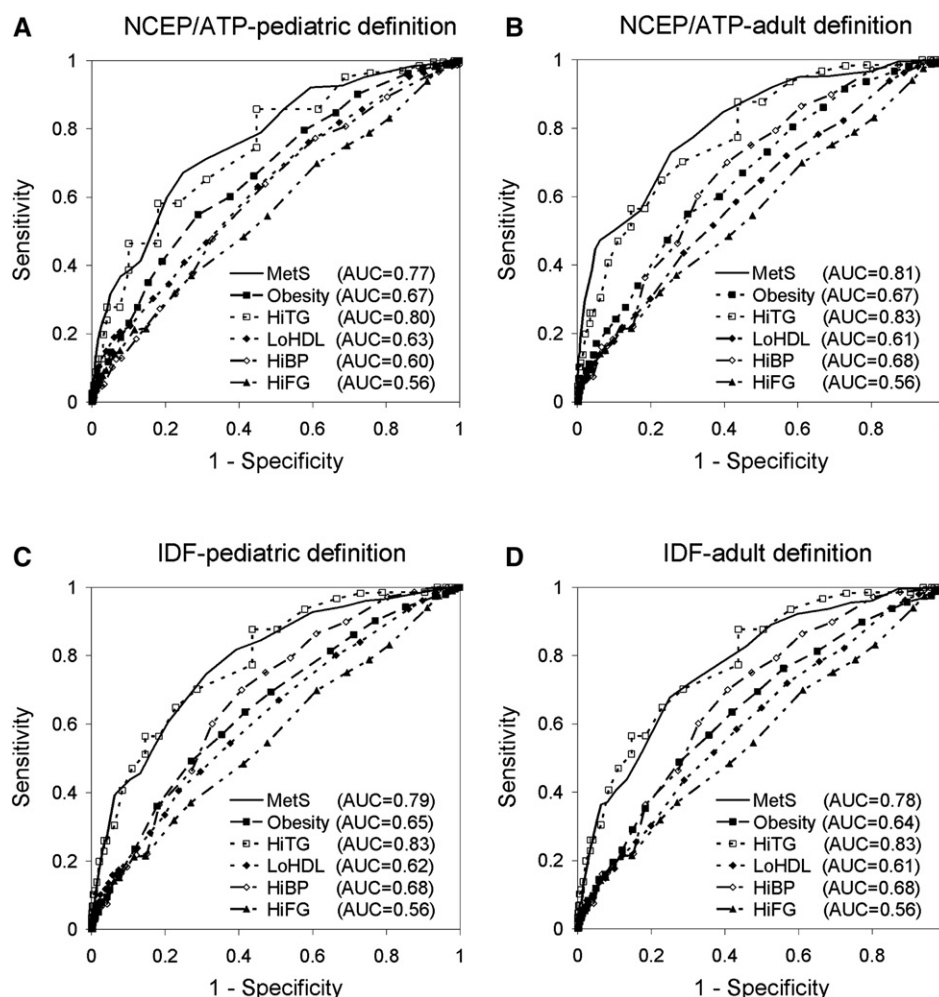 A NCEP/ATP-pediatric definition
Sensitivity
1
0.8
0.6
0.4
0.2
0
MetS (AUC=0.77)
Obesity (AUC=0.67)
HiTG (AUC=0.80)
LoHDL (AUC=0.63)
HiBP (AUC=0.60)
HiFG (AUC=0.56)
0 0.2 0.4 0.6 0.8 1
1 - Specificity
B NCEP/ATP-adult definition
Sensitivity
1
0.8
0.6
0.4
0.2
0
MetS (AUC=0.81)
Obesity (AUC=0.67)
HiTG (AUC=0.83)
LoHDL (AUC=0.61)
HiBP (AUC=0.68)
HiFG (AUC=0.56)
0 0.2 0.4 0.6 0.8
1 - Specificity
C IDF-pediatric definition
Sensitivity
1
0.8
0.6
0.4
0.2
0
MetS (AUC=0.79)
Obesity (AUC=0.65)
HiTG (AUC=0.83)
LoHDL (AUC=0.62)
HiBP (AUC=0.68)
HiFG (AUC=0.56)
0 0.2 0.4 0.6 0.8 1
1 - Specificity
D IDF-adult definition
Sensitivity
1
0.8
0.6
0.4
0.2
0
MetS (AUC=0.78)
Obesity (AUC=0.64)
HiTG (AUC=0.83)
LoHDL (AUC=0.61)
HiBP (AUC=0.68)
HiFG (AUC=0.56)
0 0.2 0.4 0.6 0.8
1 - Specificity